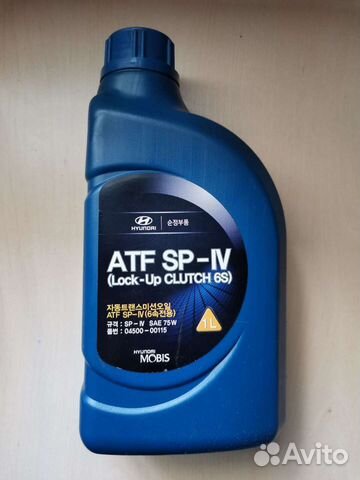 HYUNDAI
순정부품
ATF SP-IV
(Lock-Up CLUTCH 6S)
자동트랜스미션오일
ATF SP-IV(6속전용)
규격 : SP-IV SAE 75W
품번 : 04500-00115
1L
HYUNDAI
MOBIS
Avito